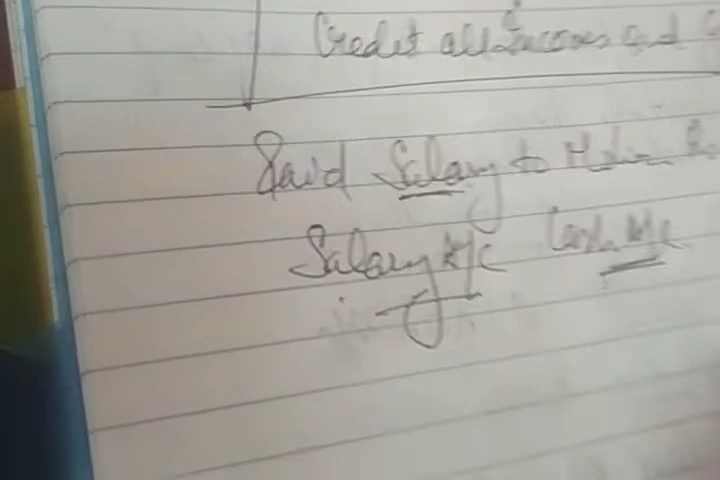 Credit all Incomes and
Paid Salary to
Salary A/c Cash A/c